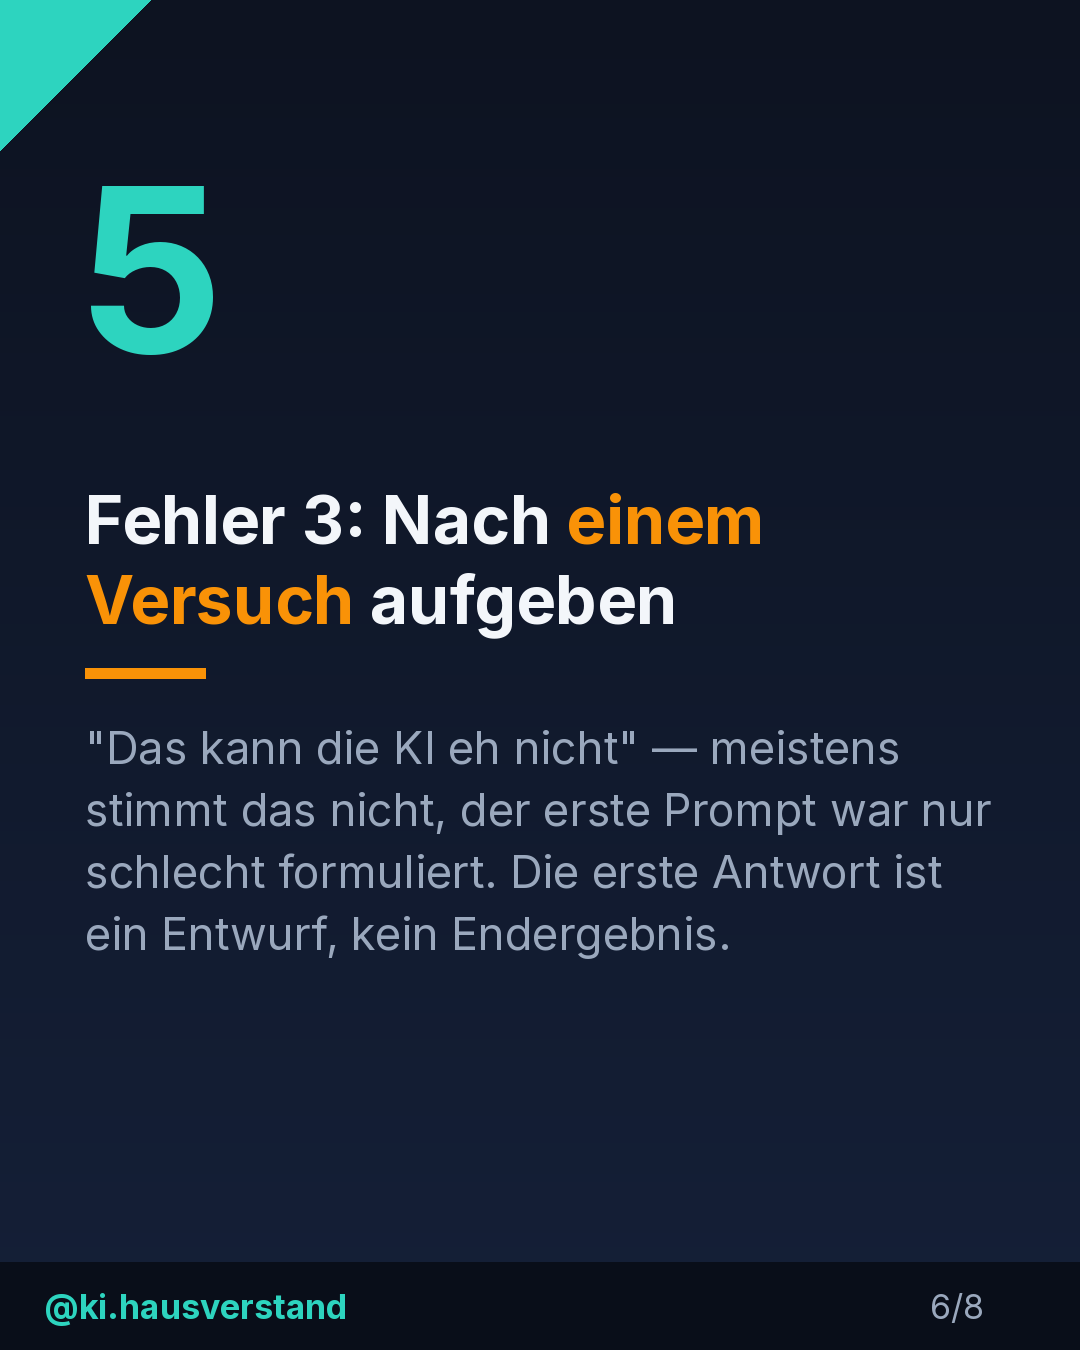 5
Fehler 3: Nach einem
Versuch aufgeben
"Das kann die KI eh nicht" — meistens
stimmt das nicht, der erste Prompt war nur
schlecht formuliert. Die erste Antwort ist
ein Entwurf, kein Endergebnis.
@ki.hausverstand
6/8